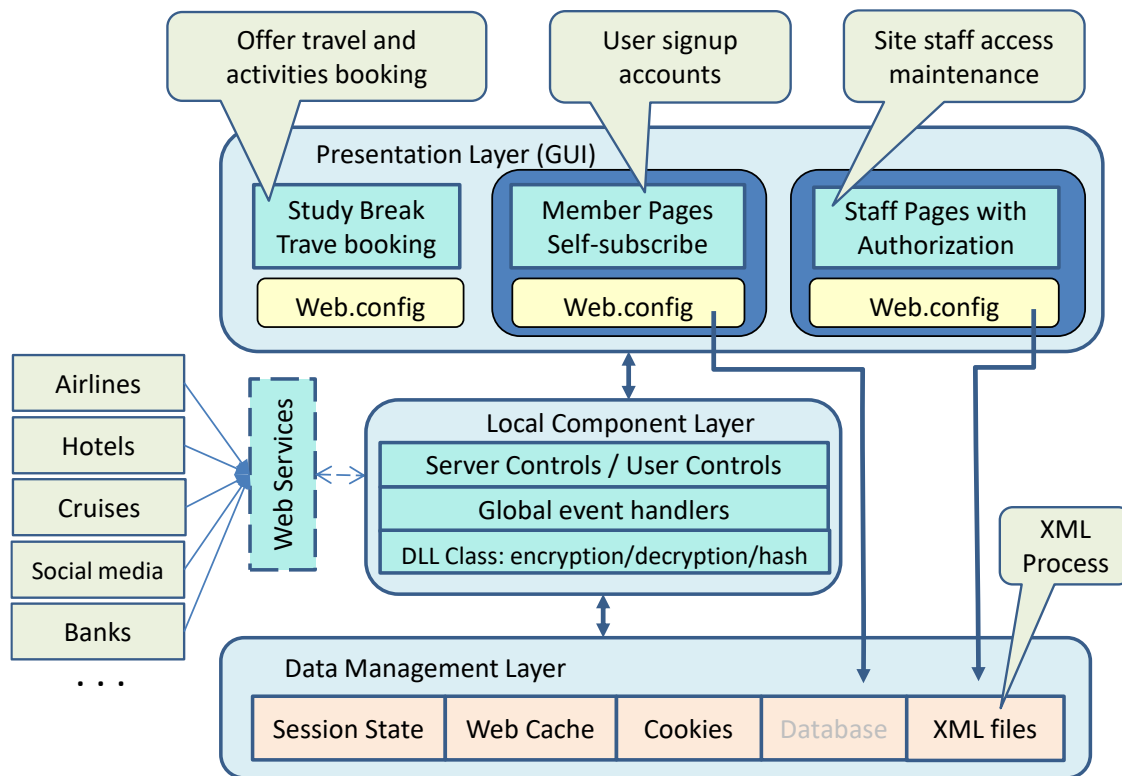 Offer travel and
activities booking
User signup
accounts
Site staff access
maintenance
Presentation Layer (GUI)
Study Break
Trave booking
Member Pages
Self-subscribe
Staff Pages with
Authorization
Web.config
Web.config
Web.config
Airlines
Hotels
Cruises
Social media
Banks
. . .
Web Services
Local Component Layer
Server Controls / User Controls
Global event handlers
DLL Class: encryption/decryption/hash
XML
Process
Data Management Layer
Session State
Web Cache
Cookies
Database
XML files